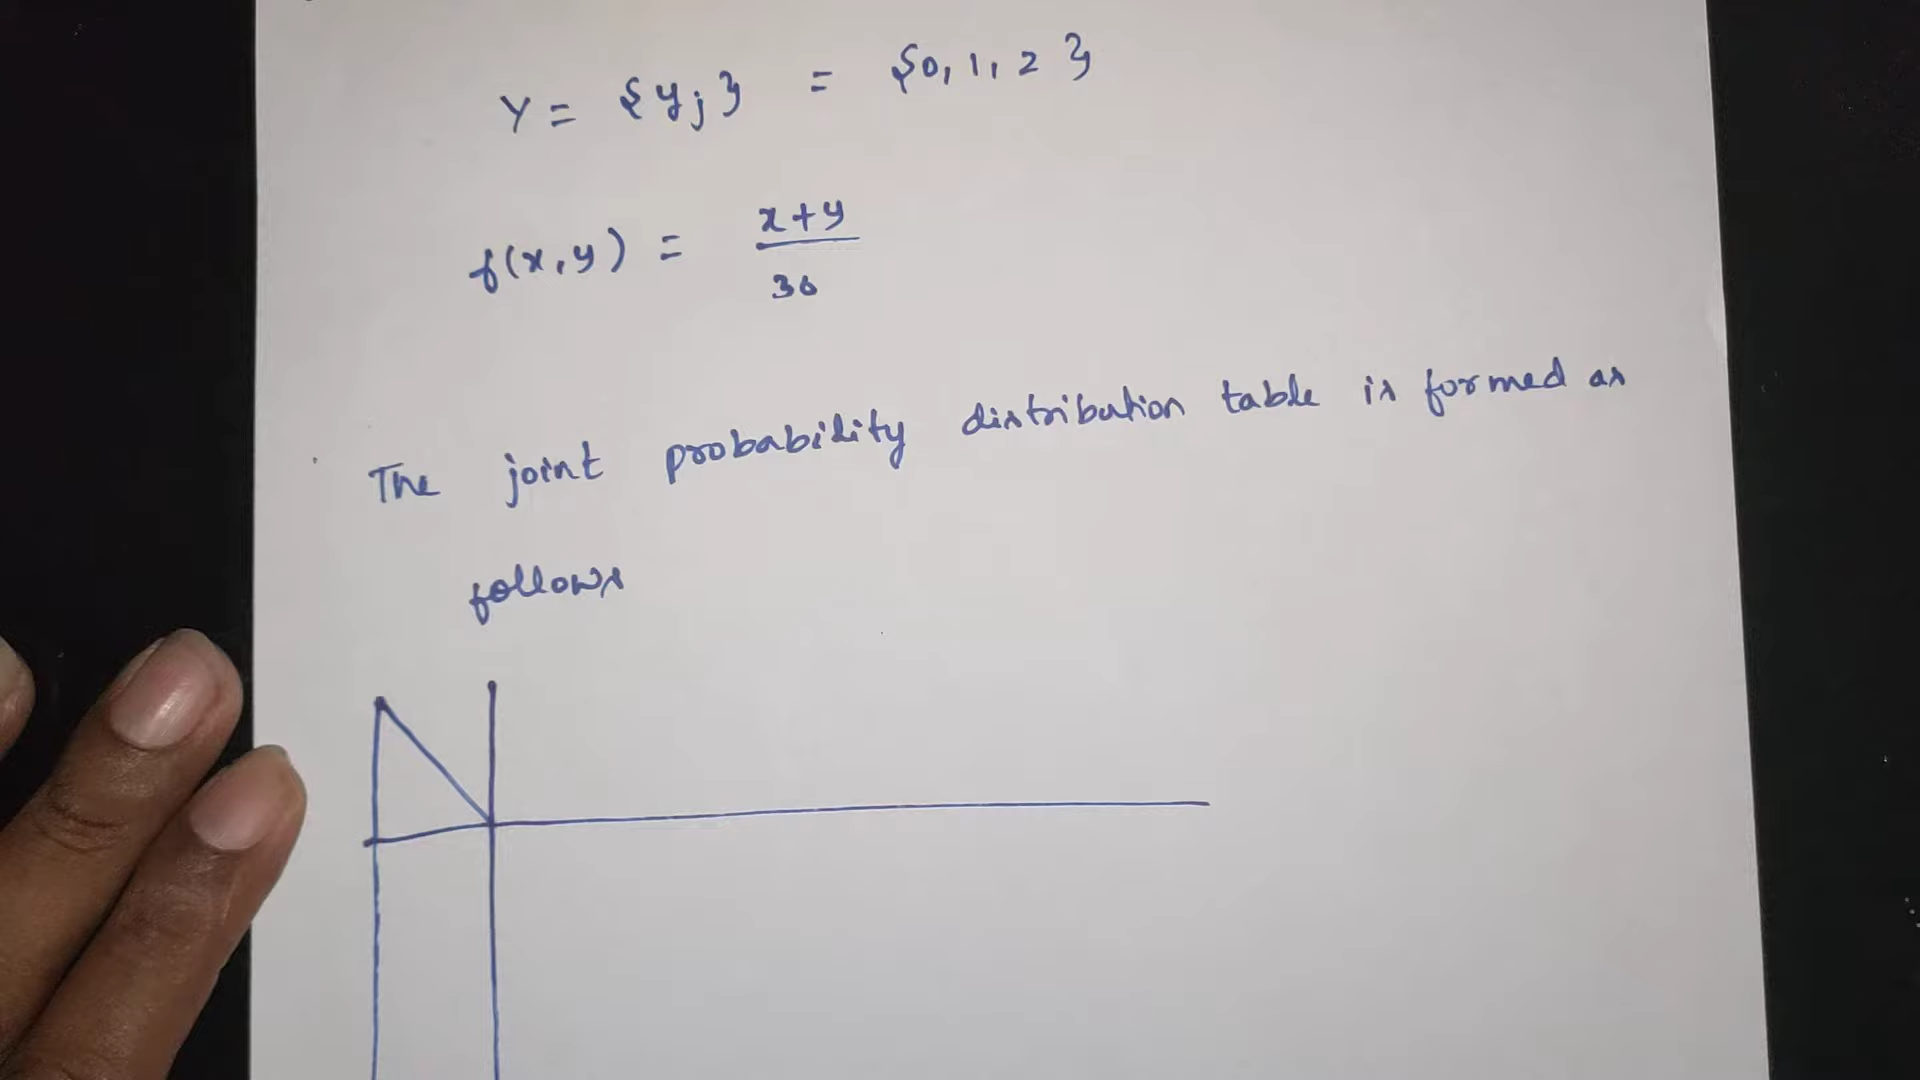 Y = {yj} = {0, 1, 2}
f(x,y) = x+y
30
The joint probability distribution table is formed as
follows